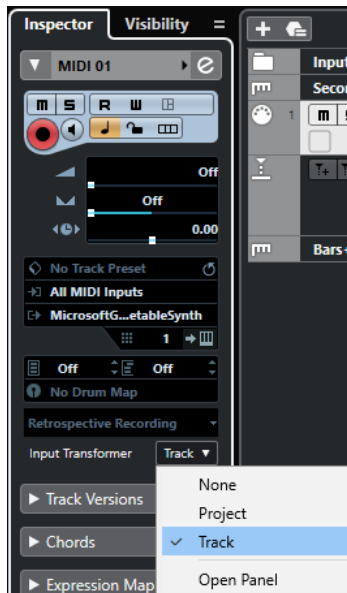 Inspector Visibility
MIDI 01
e
m S R W
Off
Off
0.00
No Track Preset
All MIDI Inputs
MicrosoftG...etableSynth
1
Off Off
No Drum Map
Retrospective Recording
Input Transformer Track
Track Versions
Chords
Expression Map
None
Project
Track
Open Panel
Input
Secon
1 m
T+
Bars+